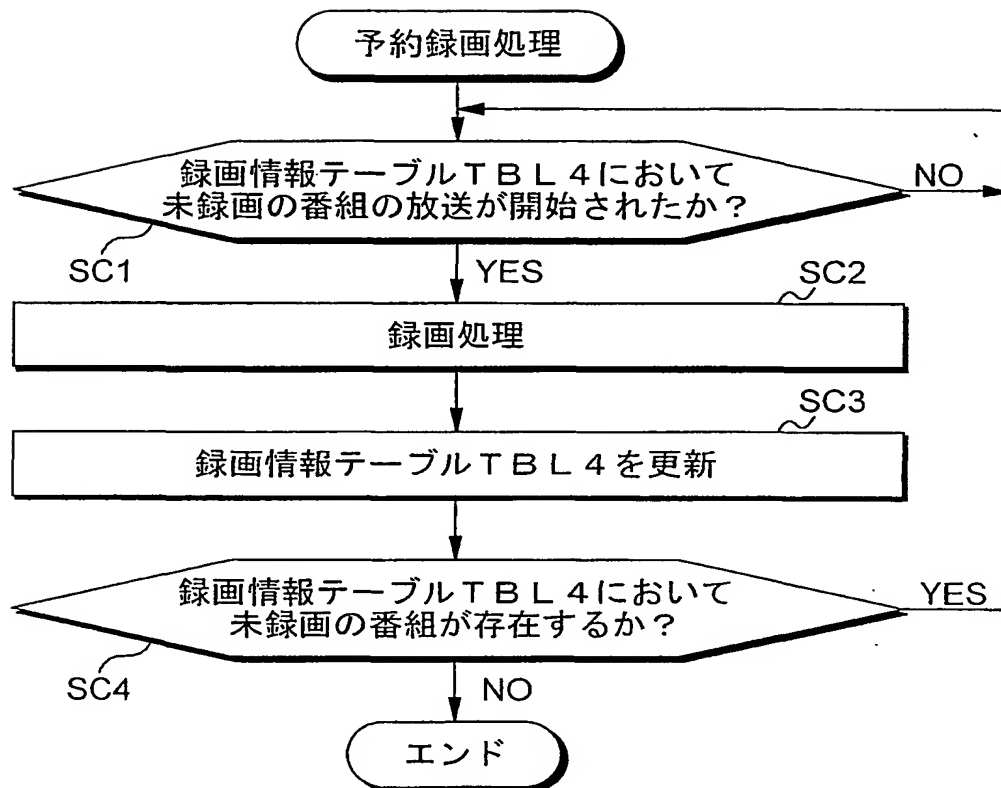 予約録画処理
録画情報テーブルTBL4において
未録画の番組の放送が開始されたか?
NO
SC1
YES
SC2
録画処理
SC3
録画情報テーブルTBL4を更新
録画情報テーブルTBL4において
未録画の番組が存在するか?
YES
SC4
NO
エンド